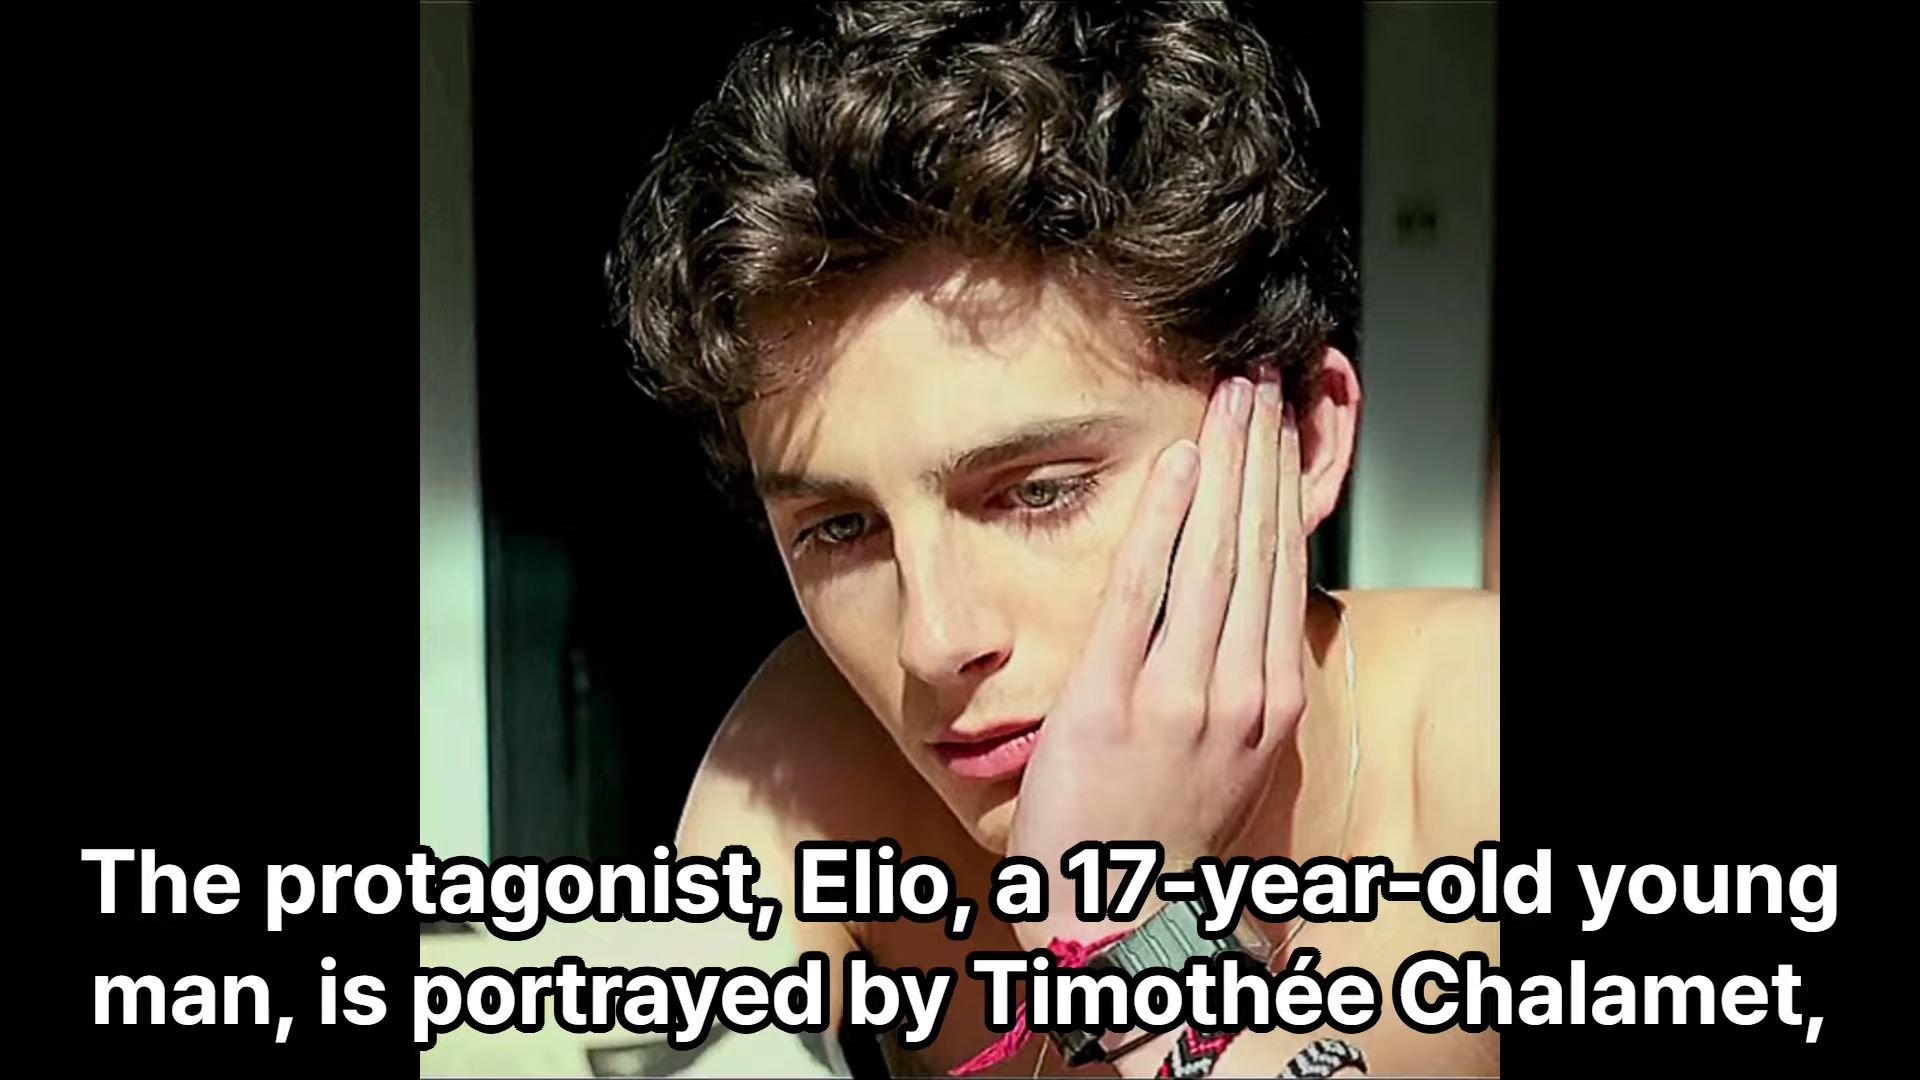 The protagonist, Elio, a 17-year-old young
man, is portrayed by Timothée Chalamet,